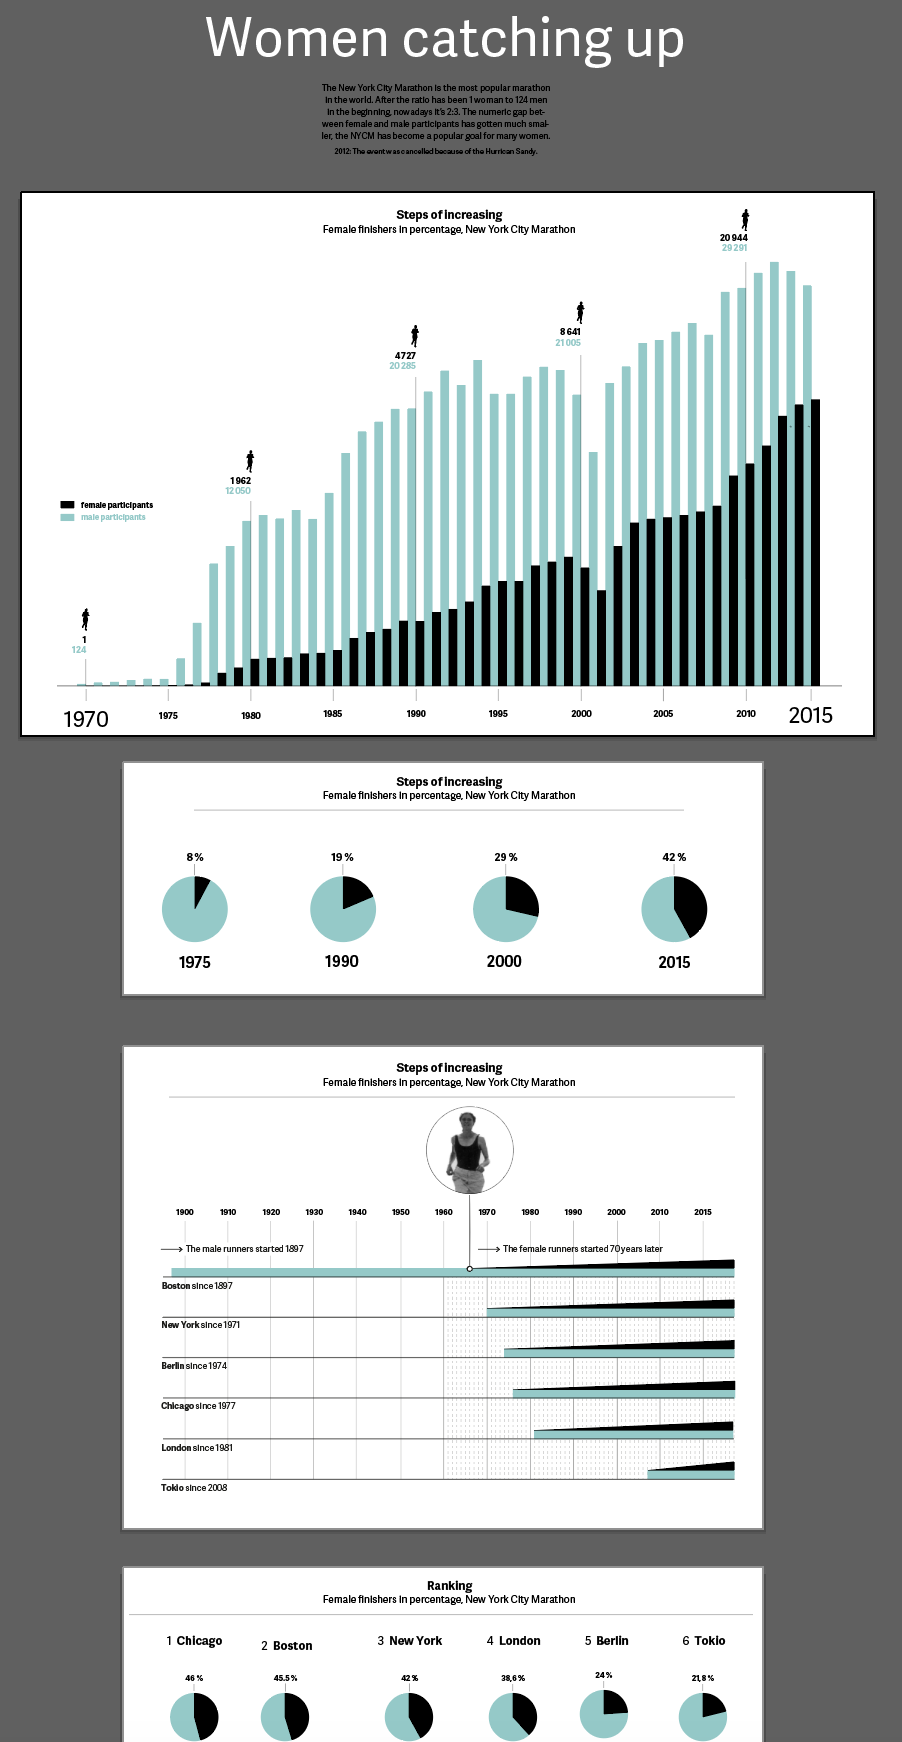 Women catching up
The New York City Marathon is the most popular marathon
in the world. After the ratio has been 1 woman to 124 men
in the beginning, nowadays it's 2:3. The numeric gap bet-
ween female and male participants has gotten much smal-
ler, the NYCM has become a popular goal for many women.
2012: The event was cancelled because of the Hurrican Sandy.
Steps of increasing
Female finishers in percentage, New York City Marathon
20 944
29 291
8 641
21 005
4 727
20 285
1 962
12 050
female participants
male participants
1
124
1970 1975 1980 1985 1990 1995 2000 2005 2010 2015
Steps of increasing
Female finishers in percentage, New York City Marathon
8 % 19 % 29 % 42 %
1975 1990 2000 2015
Steps of increasing
Female finishers in percentage, New York City Marathon
1900 1910 1920 1930 1940 1950 1960 1970 1980 1990 2000 2010 2015
The male runners started 1897 The female runners started 70 years later
Boston since 1897
New York since 1971
Berlin since 1974
Chicago since 1977
London since 1981
Tokio since 2008
Ranking
Female finishers in percentage, New York City Marathon
1 Chicago 2 Boston 3 New York 4 London 5 Berlin 6 Tokio
46 % 45.5 % 42 % 38,6 % 24 % 21,8 %